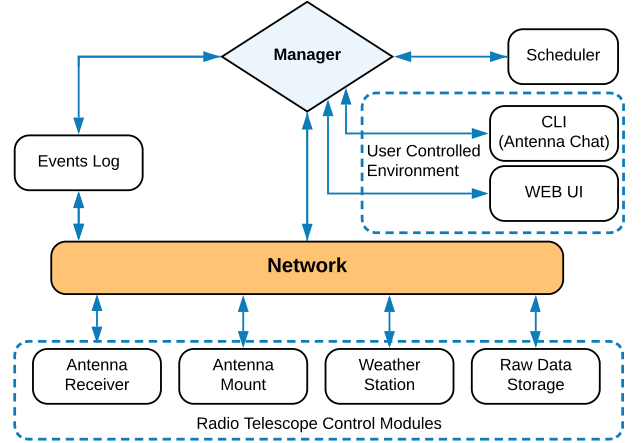 Manager
Scheduler
CLI
(Antenna Chat)
User Controlled
Environment
Events Log
WEB UI
Network
Antenna
Receiver
Antenna
Mount
Weather
Station
Raw Data
Storage
Radio Telescope Control Modules